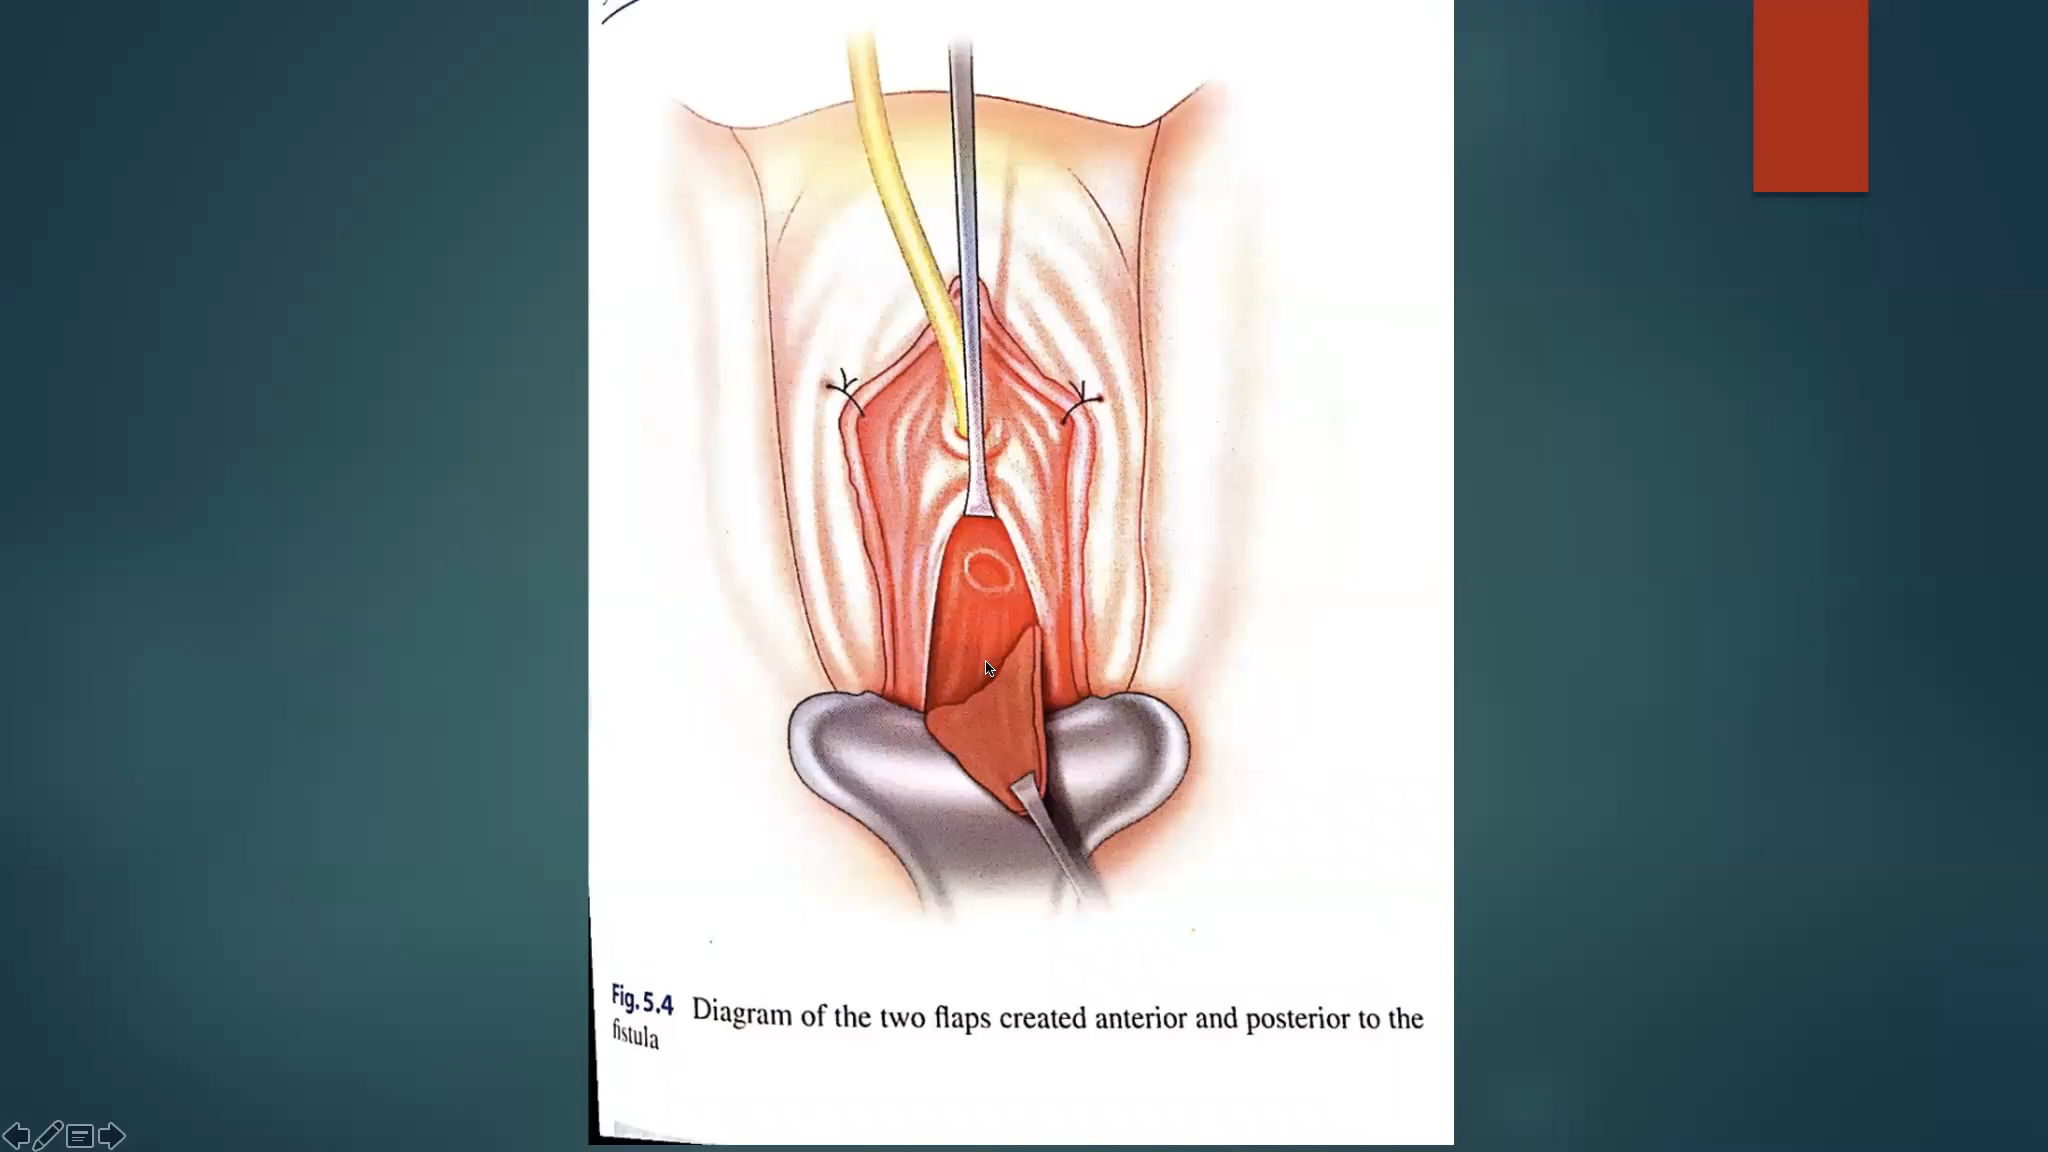 Fig. 5.4 Diagram of the two flaps created anterior and posterior to the
fistula